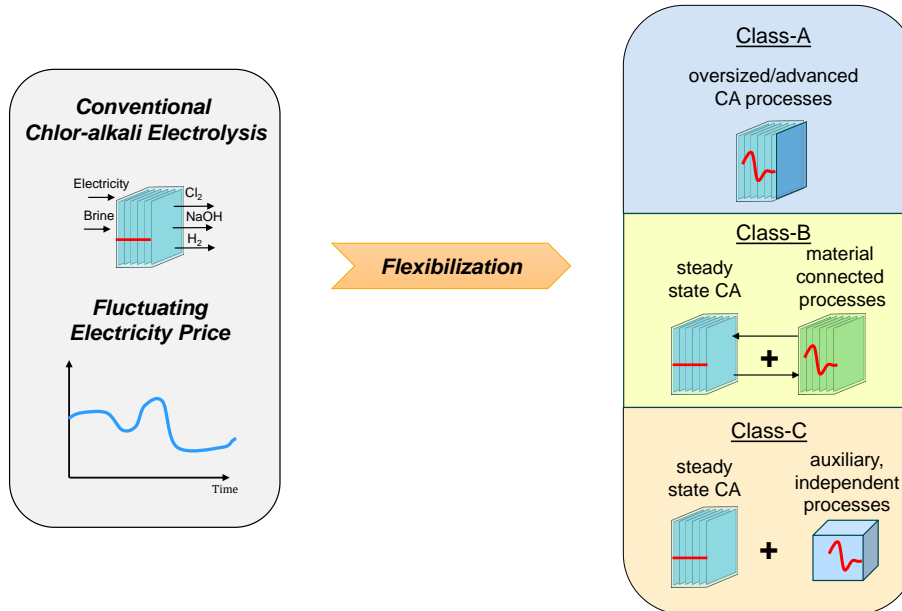 Conventional
Chlor-alkali Electrolysis
Electricity
Brine
Cl2
NaOH
H2
Fluctuating
Electricity Price
Time
Flexibilization
Class-A
oversized/advanced
CA processes
Class-B
steady
state CA
material
connected
processes
+
Class-C
steady
state CA
auxiliary,
independent
processes
+